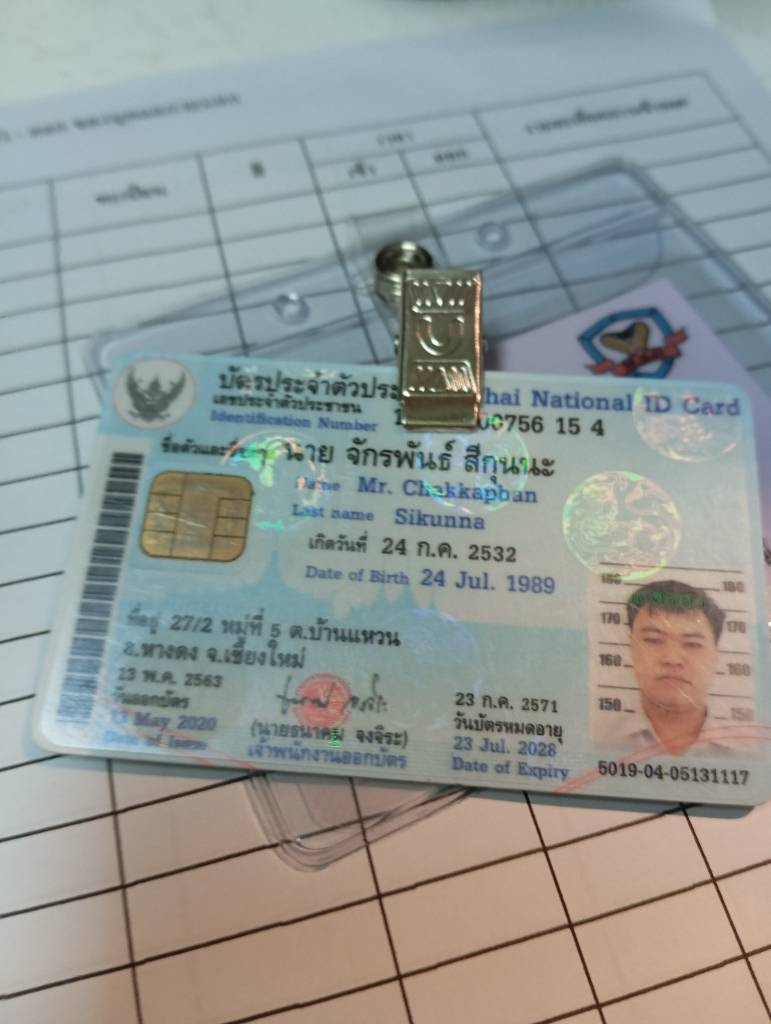 บัตรประจำตัวประ hai National ID Card
เลขประจำตัวประชาชน
Identification Number 1 00756 15 4
ชื่อตัวและชื่อ นาย จักรพันธ์ สีกุนนะ
Name Mr. Chakkaphan
Last name Sikunna
เกิดวันที่ 24 ก.ค. 2532
Date of Birth 24 Jul. 1989
ที่อยู่ 27/2 หมู่ที่ 5 ต.บ้านแหวน
อ.หางดง จ.เชียงใหม่
13 พ.ค. 2563
วันออกบัตร
13 May 2020
Date of Issue
(นายธนาคม จงจิระ)
เจ้าพนักงานออกบัตร
23 ก.ค. 2571
วันบัตรหมดอายุ
23 Jul. 2028
Date of Expiry
180 180
170 170
160 160
150 150
5019-04-05131117